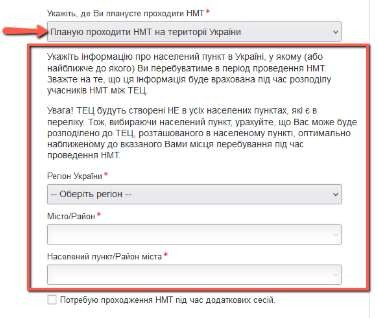 Укажіть, де Ви плануєте проходити НМТ *
Планую проходити НМТ на території України
Укажіть інформацію про населений пункт в Україні, у якому (або
найближче до якого) Ви перебуватиме в період проведення НМТ.
Зважте на те, що ця інформація буде врахована під час розподілу
учасників НМТ між ТЕЦ.
Увага! ТЕЦ будуть створені НЕ в усіх населених пунктах, які є в
переліку. Тож, вибираючи населений пункт, урахуйте, що Вас може буде
розподілено до ТЕЦ, розташованого в населеному пункті, оптимально
наближеному до вказаного Вами місця перебування під час
проведення НМТ.
Регіон України *
-- Оберіть регіон --
Місто/Район *
Населений пункт/Район міста *
Потребую проходження НМТ під час додаткових сесій.